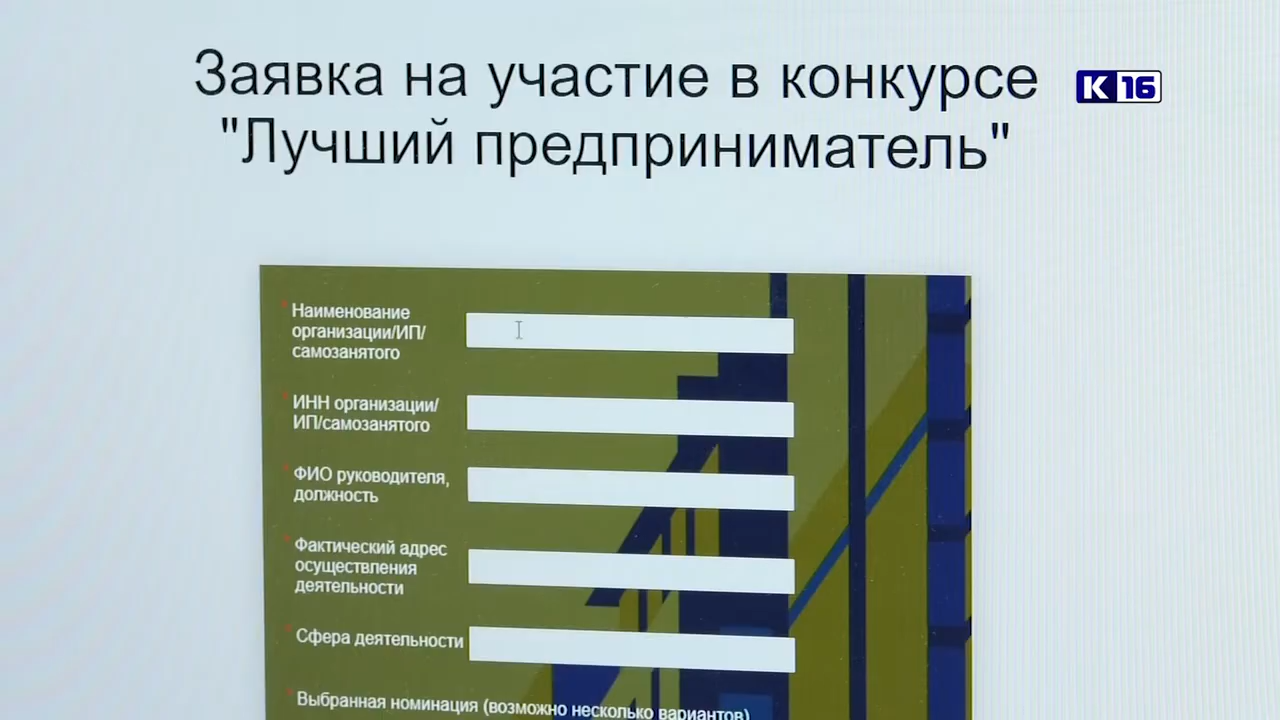 Заявка на участие в конкурсе
"Лучший предприниматель"
К 16
* Наименование
организации/ИП/
самозанятого
* ИНН организации/
ИП/самозанятого
* ФИО руководителя,
должность
* Фактический адрес
осуществления
деятельности
* Сфера деятельности
* Выбранная номинация (возможно несколько вариантов)